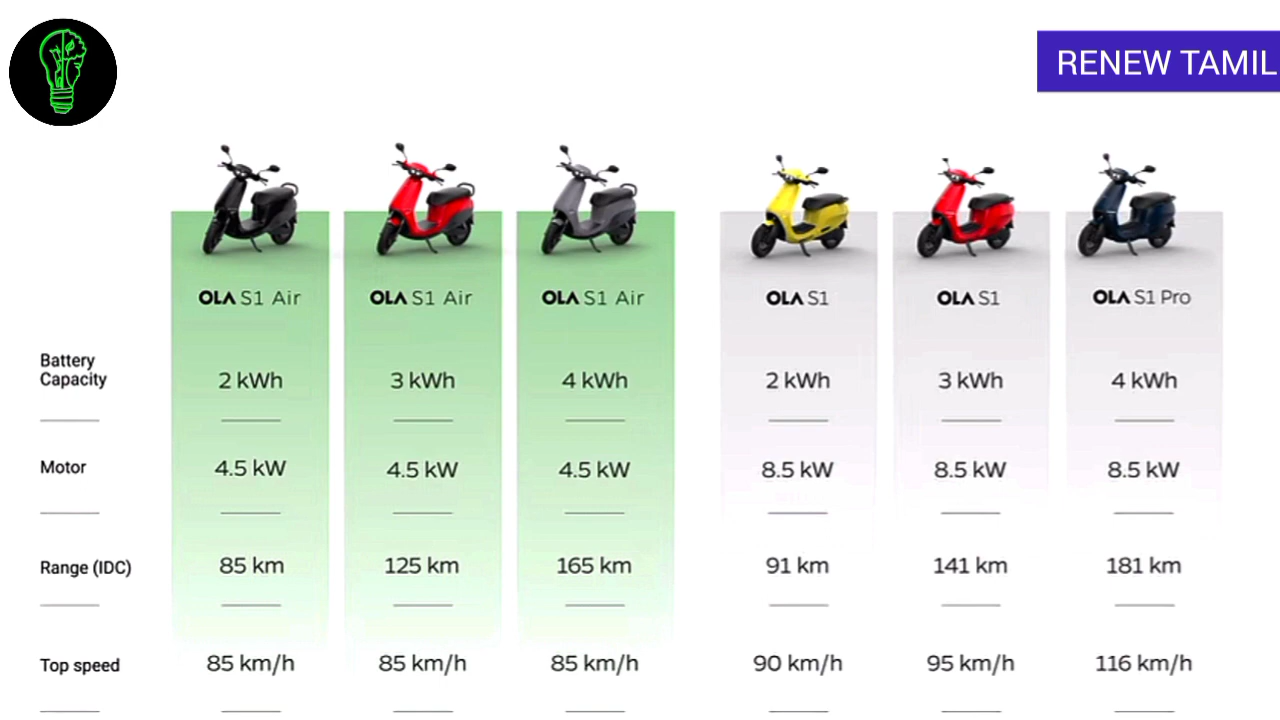 RENEW TAMIL
OLA S1 Air OLA S1 Air OLA S1 Air OLA S1 OLA S1 OLA S1 Pro
Battery
Capacity 2 kWh 3 kWh 4 kWh 2 kWh 3 kWh 4 kWh
Motor 4.5 kW 4.5 kW 4.5 kW 8.5 kW 8.5 kW 8.5 kW
Range (IDC) 85 km 125 km 165 km 91 km 141 km 181 km
Top speed 85 km/h 85 km/h 85 km/h 90 km/h 95 km/h 116 km/h